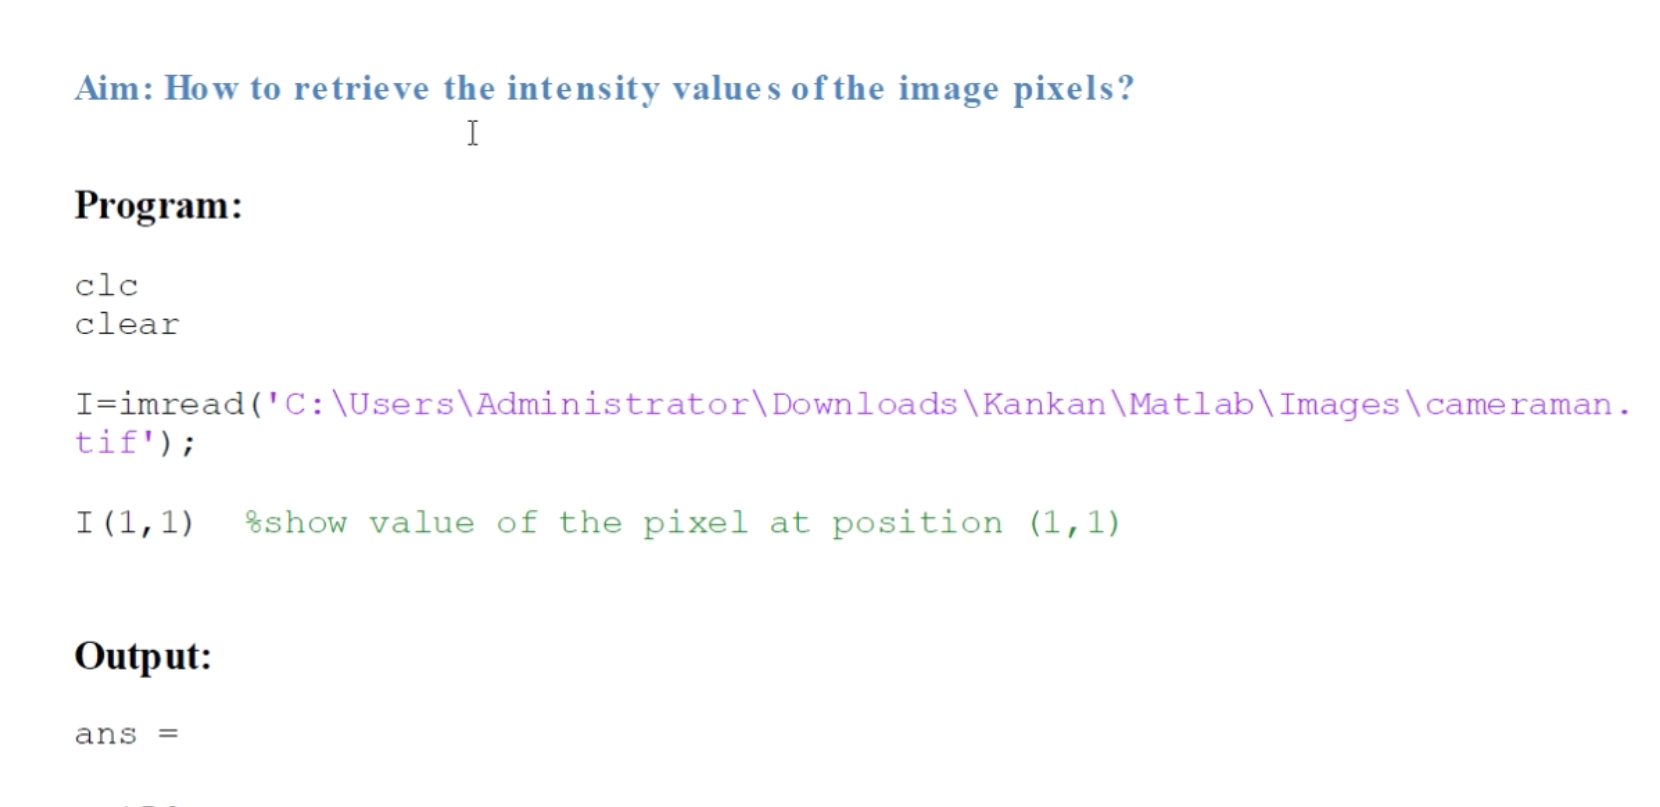 Aim: How to retrieve the intensity values of the image pixels?
Program:
clc
clear
I=imread('C:\Users\Administrator\Downloads\Kankan\Matlab\Images\cameraman.
tif');
I(1,1) %show value of the pixel at position (1,1)
Output:
ans =